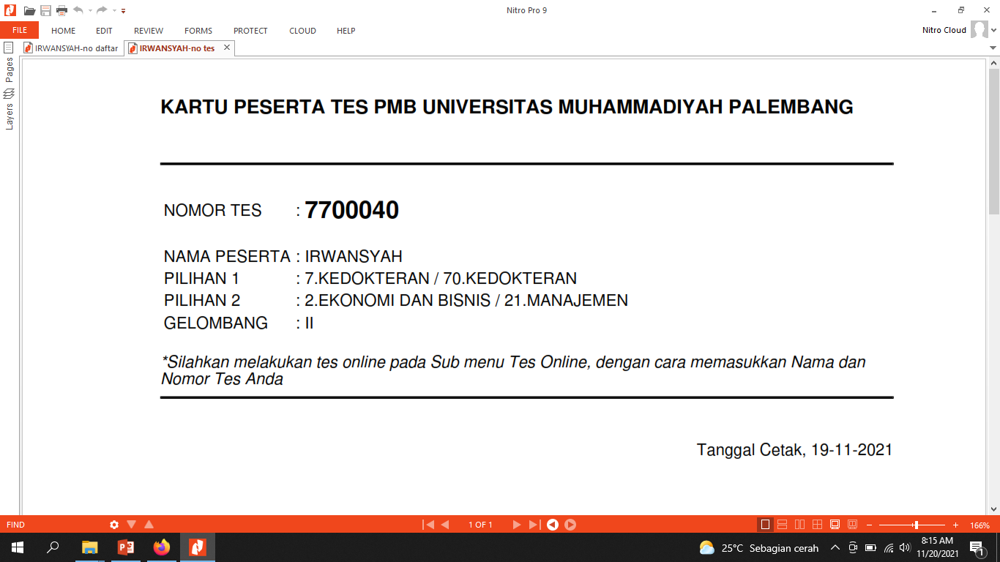 Nitro Pro 9
FILE HOME EDIT REVIEW FORMS PROTECT CLOUD HELP Nitro Cloud
IRWANSYAH-no daftar IRWANSYAH-no tes
Pages
Layers
KARTU PESERTA TES PMB UNIVERSITAS MUHAMMADIYAH PALEMBANG
NOMOR TES : 7700040
NAMA PESERTA : IRWANSYAH
PILIHAN 1 : 7.KEDOKTERAN / 70.KEDOKTERAN
PILIHAN 2 : 2.EKONOMI DAN BISNIS / 21.MANAJEMEN
GELOMBANG : II
*Silahkan melakukan tes online pada Sub menu Tes Online, dengan cara memasukkan Nama dan
Nomor Tes Anda
Tanggal Cetak, 19-11-2021
FIND 1 OF 1 166%
25°C Sebagian cerah 8:15 AM
11/20/2021 1